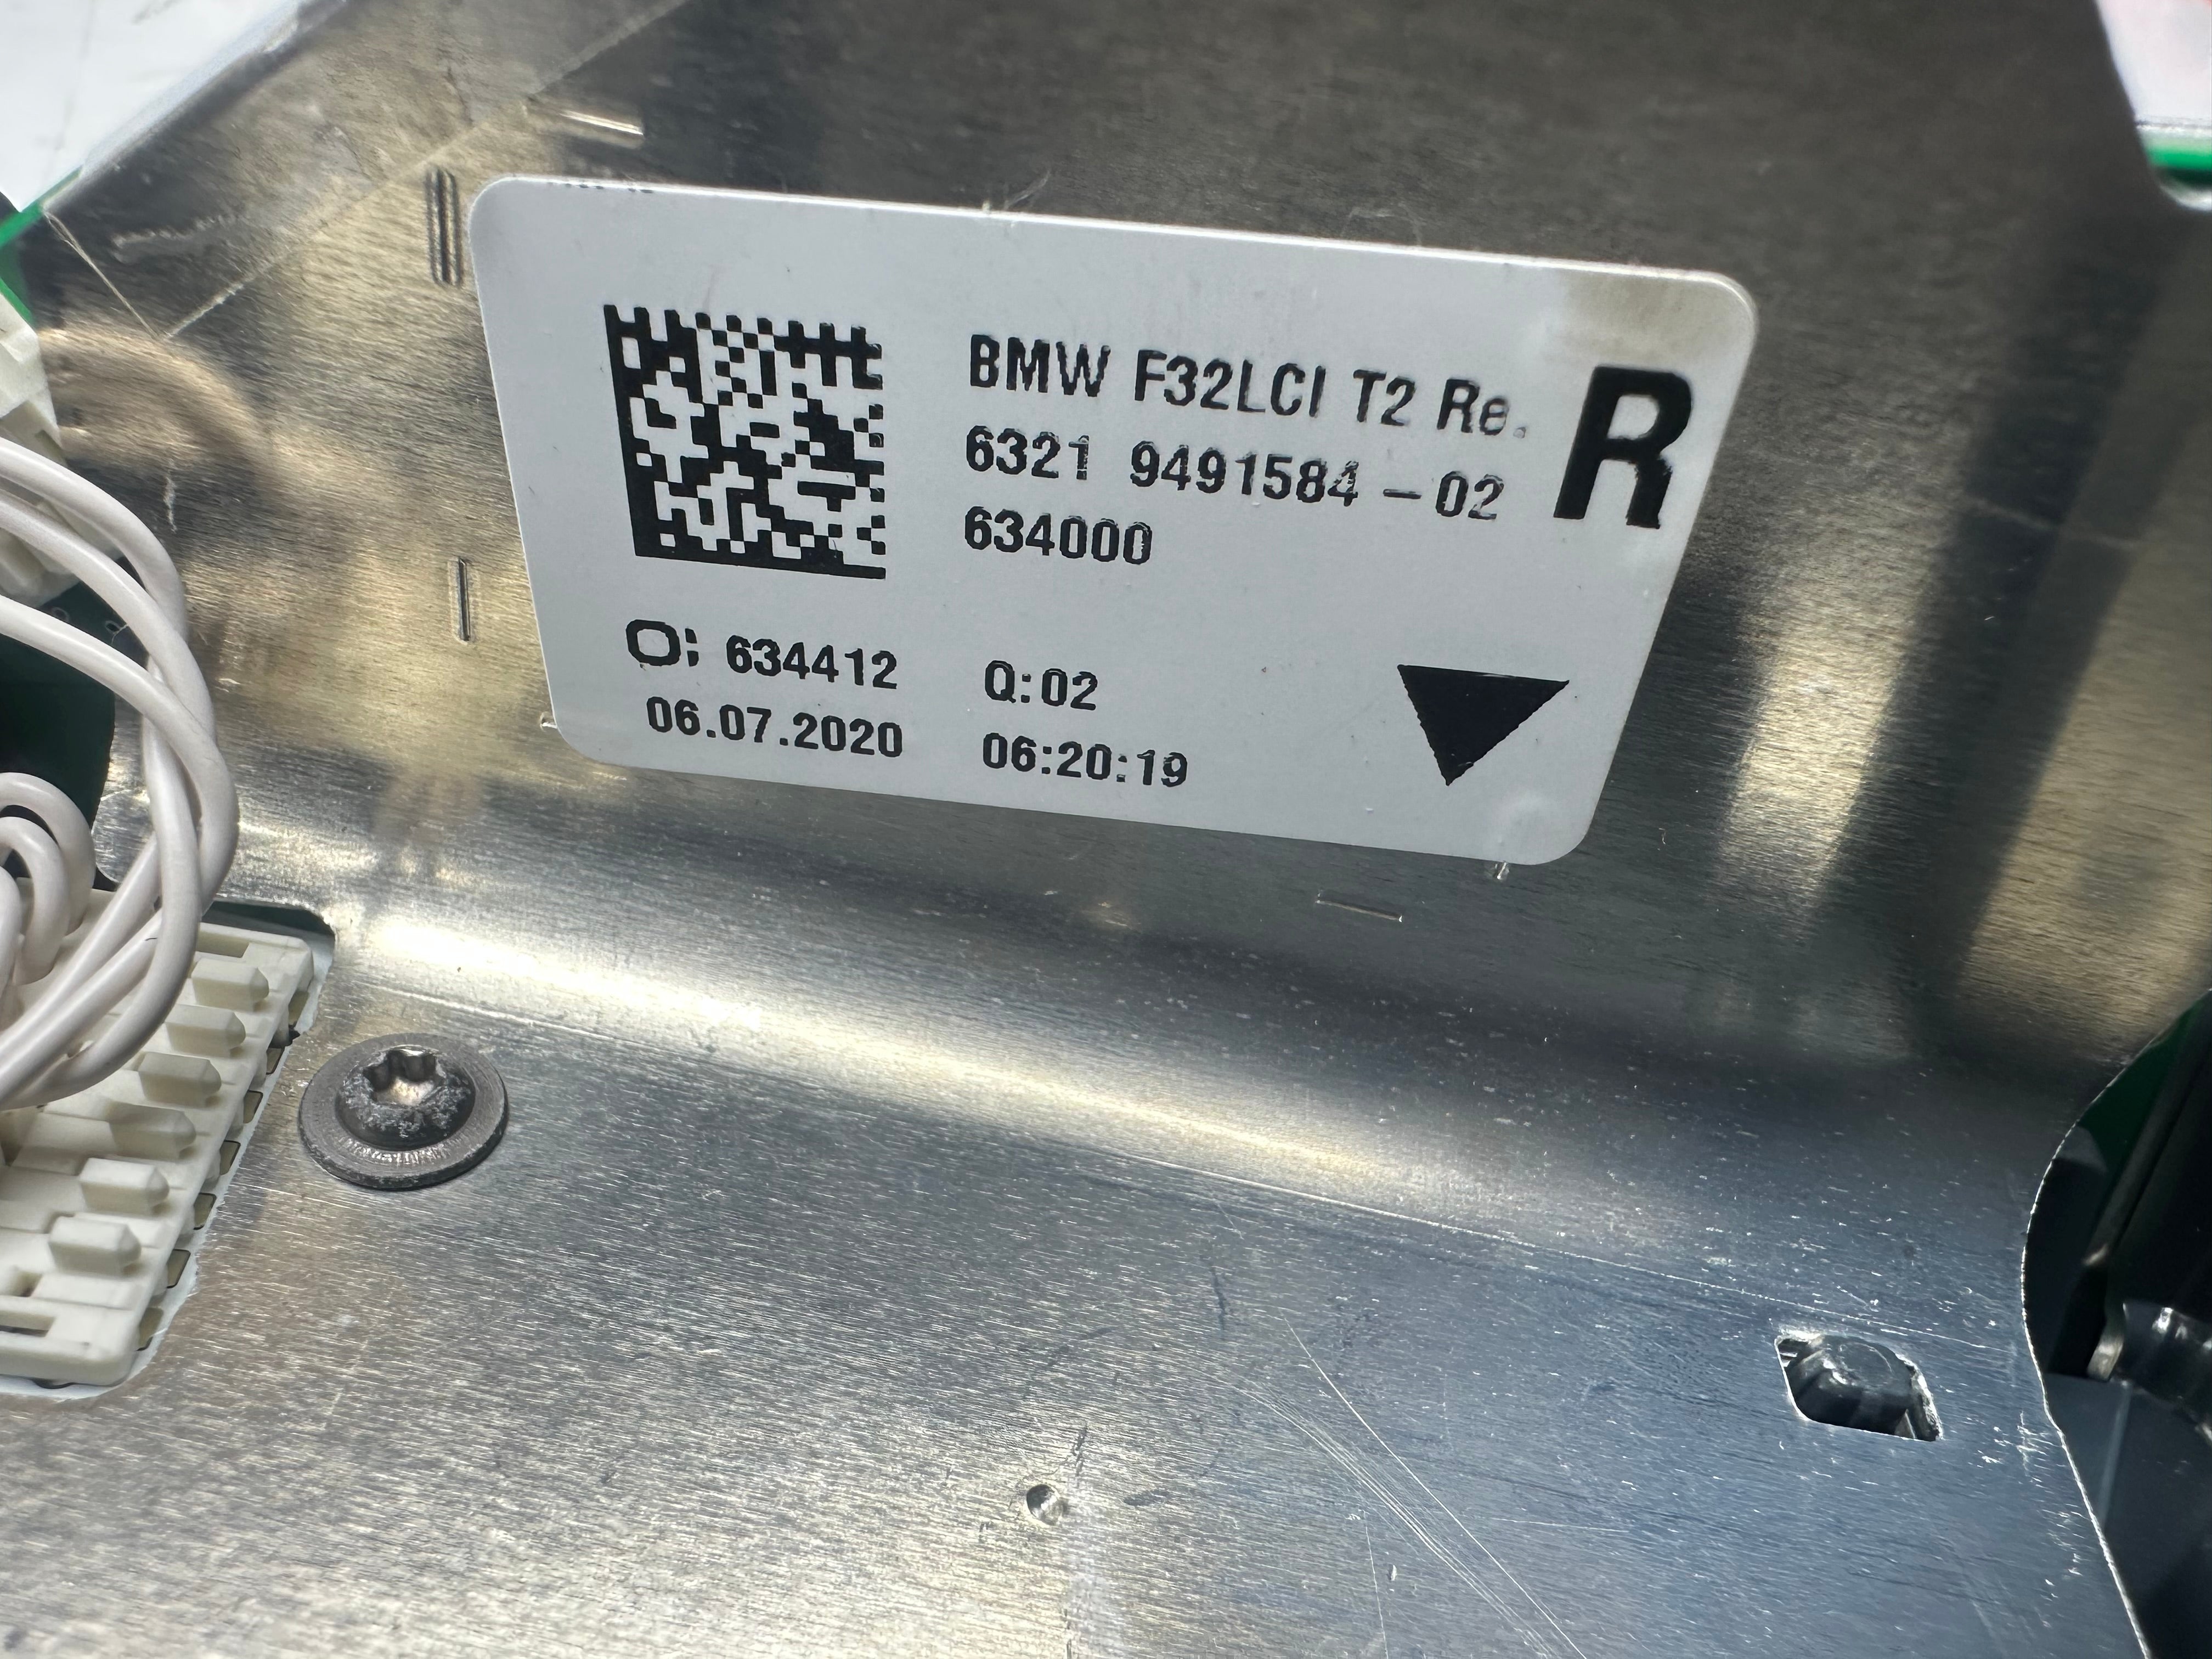 BMW F32LCI T2 Re.
R
6321 9491584-02
634000
O: 634412 Q:02
06.07.2020 06:20:19